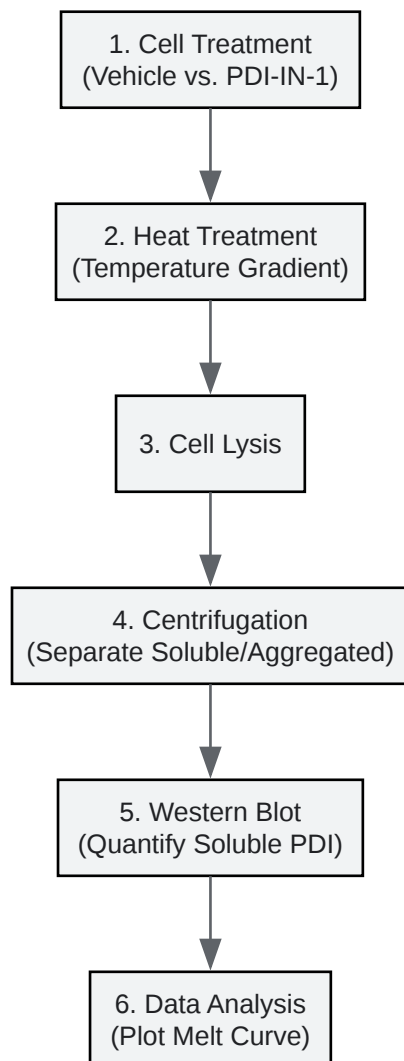 1. Cell Treatment
(Vehicle vs. PDI-IN-1)
2. Heat Treatment
(Temperature Gradient)
3. Cell Lysis
4. Centrifugation
(Separate Soluble/Aggregated)
5. Western Blot
(Quantify Soluble PDI)
6. Data Analysis
(Plot Melt Curve)